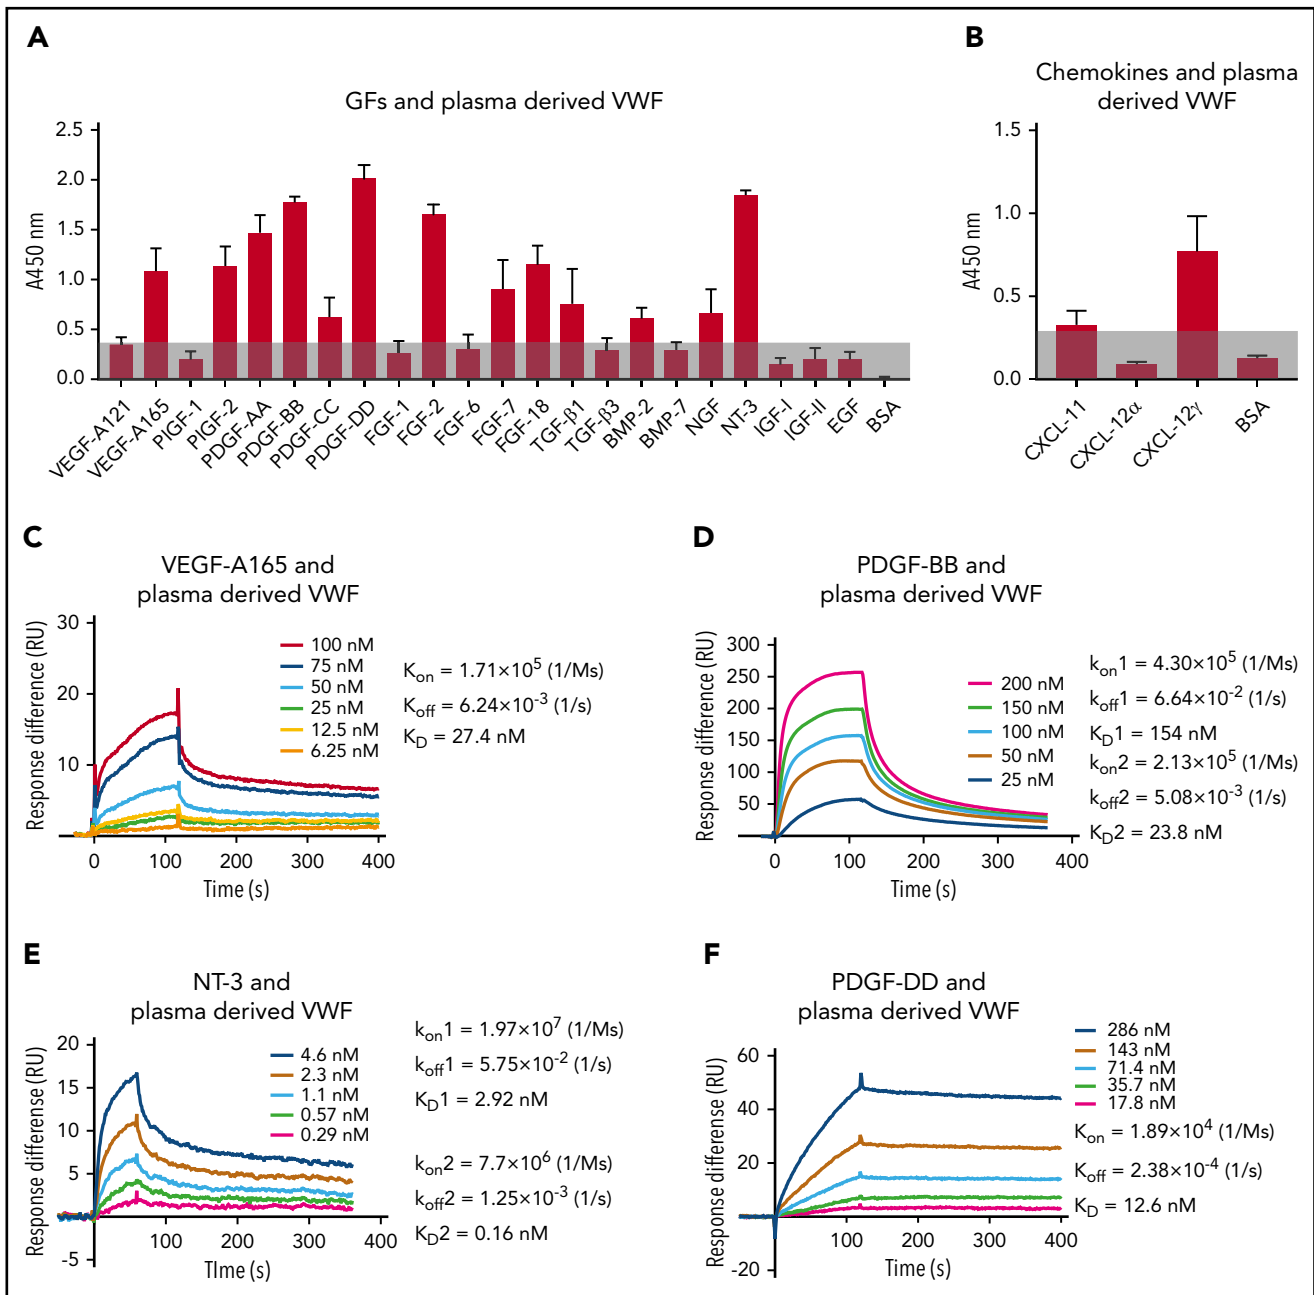 A
GFs and plasma derived VWF
A450 nm
2.5
2.0
1.5
1.0
0.5
0.0
VEGF-A121
VEGF-A165
PlGF-1
PlGF-2
PDGF-AA
PDGF-BB
PDGF-CC
PDGF-DD
FGF-1
FGF-2
FGF-6
FGF-7
FGF-18
TGF-β1
TGF-β3
BMP-2
BMP-7
NGF
NT-3
IGF-I
IGF-II
EGF
BSA
B
Chemokines and plasma
derived VWF
A450 nm
1.5
1.0
0.5
0.0
CXCL-11
CXCL-12α
CXCL-12γ
BSA
C
VEGF-A165 and
plasma derived VWF
Response difference (RU)
30
20
10
0 100 200 300 400
Time (s)
100 nM
75 nM
50 nM
25 nM
12.5 nM
6.25 nM
Kon = 1.71×10^5 (1/Ms)
Koff = 6.24×10^-3 (1/s)
KD = 27.4 nM
D
PDGF-BB and
plasma derived VWF
Response difference (RU)
300
250
200
150
100
50
0 100 200 300 400
Time (s)
200 nM
150 nM
100 nM
50 nM
25 nM
kon1 = 4.30×10^5 (1/Ms)
koff1 = 6.64×10^-2 (1/s)
KD1 = 154 nM
kon2 = 2.13×10^5 (1/Ms)
koff2 = 5.08×10^-3 (1/s)
KD2 = 23.8 nM
E
NT-3 and
plasma derived VWF
Response differense (RU)
20
15
10
5
0
-5
100 200 300 400
TIme (s)
4.6 nM
2.3 nM
1.1 nM
0.57 nM
0.29 nM
kon1 = 1.97×10^7 (1/Ms)
koff1 = 5.75×10^-2 (1/s)
KD1 = 2.92 nM
kon2 = 7.7×10^6 (1/Ms)
koff2 = 1.25×10^-3 (1/s)
KD2 = 0.16 nM
F
PDGF-DD and
plasma derived VWF
Response difference (RU)
60
40
20
-20
100 200 300 400
Time (s)
286 nM
143 nM
71.4 nM
35.7 nM
17.8 nM
Kon = 1.89×10^4 (1/Ms)
Koff = 2.38×10^-4 (1/s)
KD = 12.6 nM